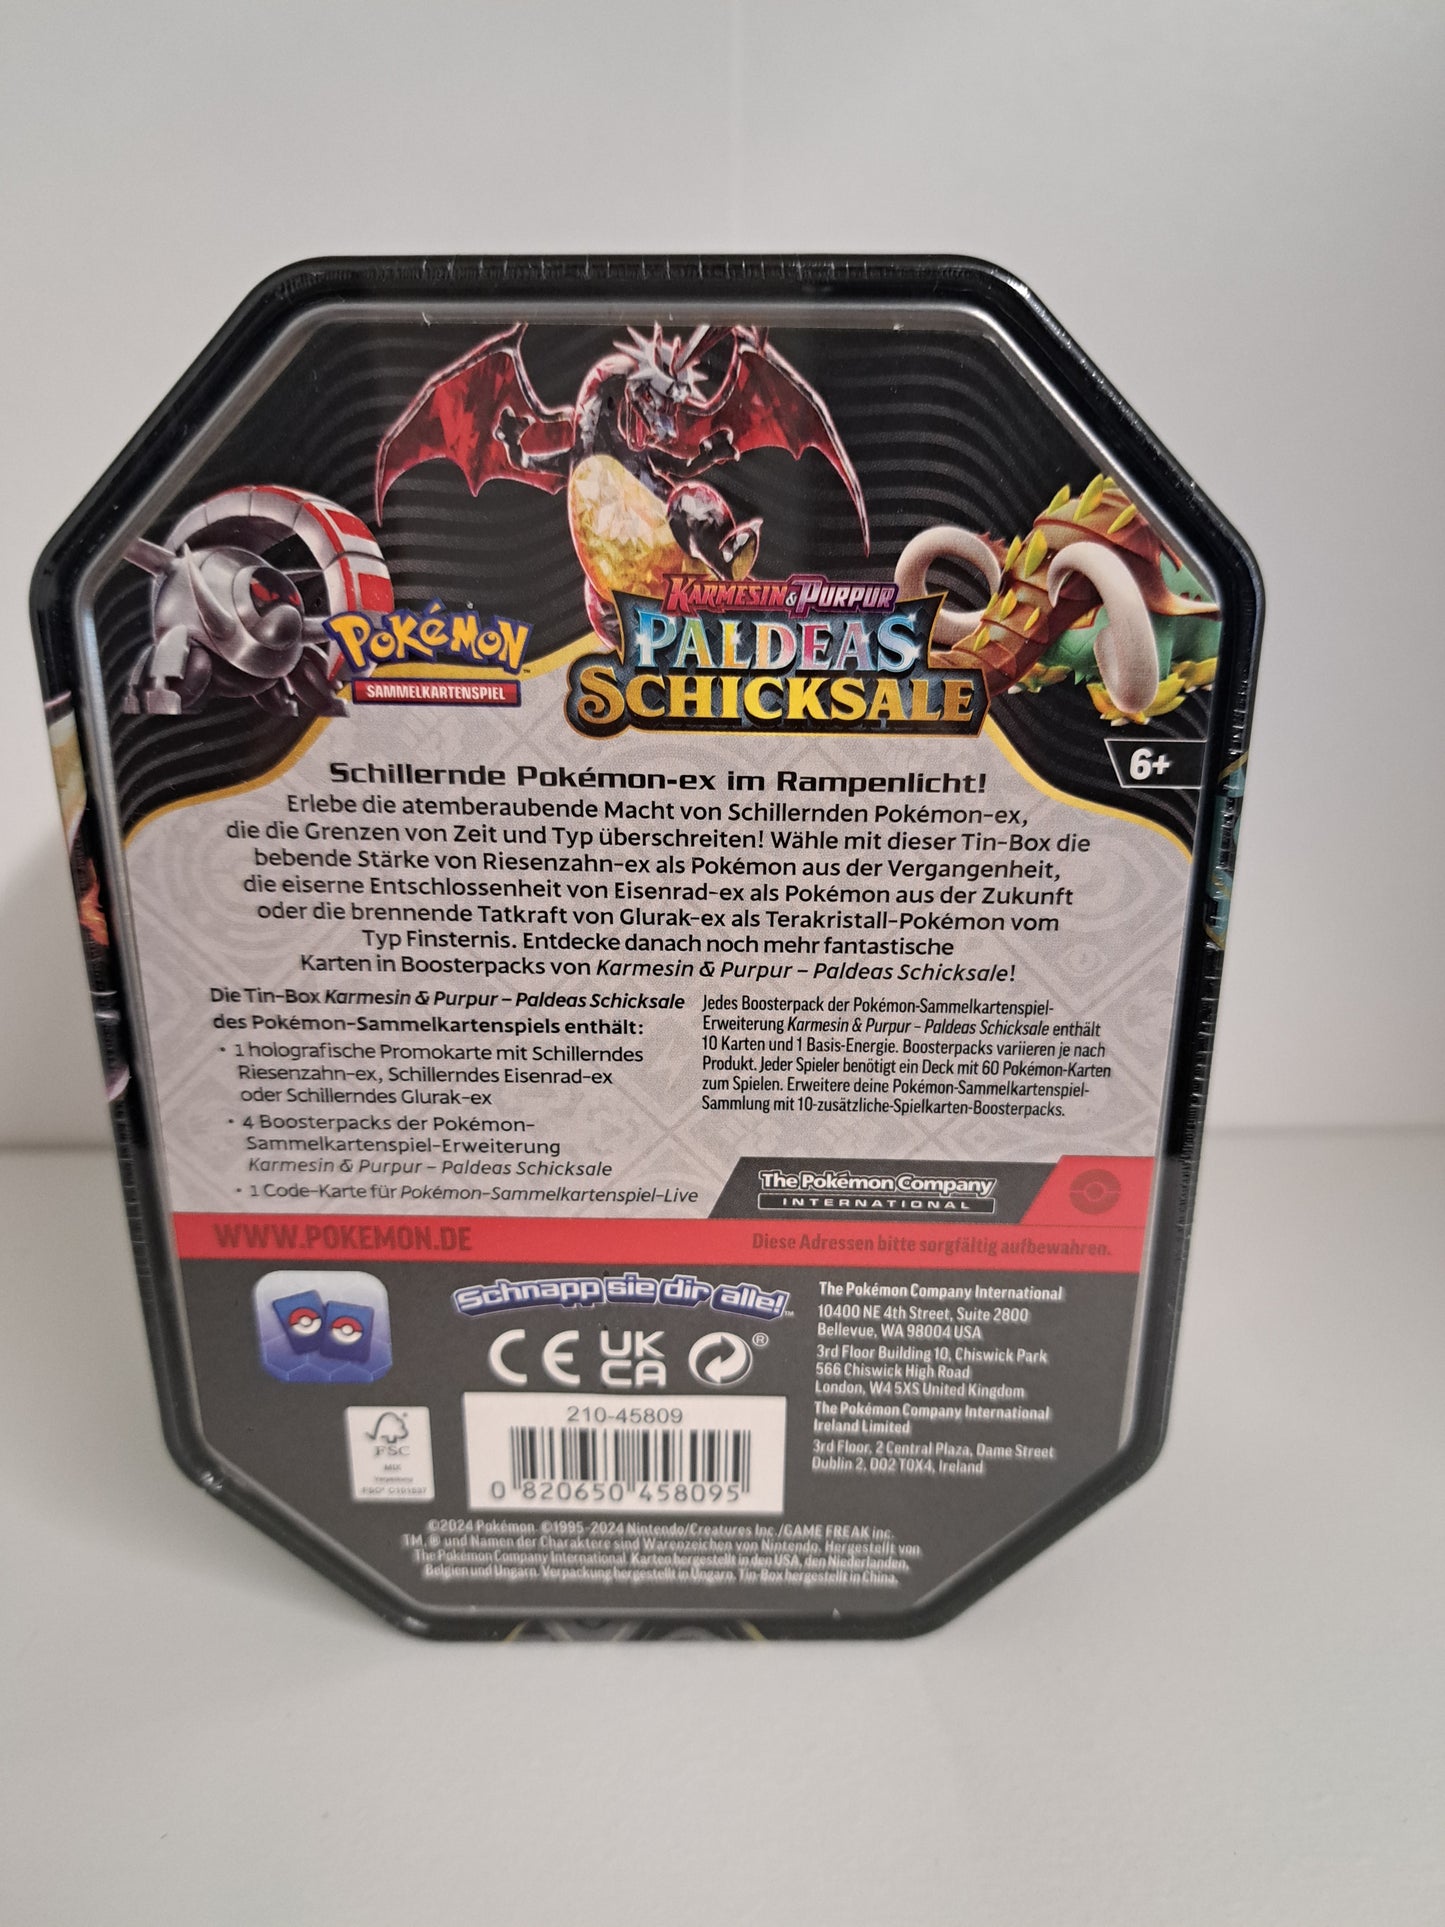 POKéMON
SAMMELKARTENSPIEL
KARMESIN & PURPUR
PALDEAS
SCHICKSALE
6+
Schillernde Pokémon-ex im Rampenlicht!
Erlebe die atemberaubende Macht von Schillernden Pokémon-ex,
die die Grenzen von Zeit und Typ überschreiten! Wähle mit dieser Tin-Box die
bebende Stärke von Riesenzahn-ex als Pokémon aus der Vergangenheit,
die eiserne Entschlossenheit von Eisenrad-ex als Pokémon aus der Zukunft
oder die brennende Tatkraft von Glurak-ex als Terakristall-Pokémon vom
Typ Finsternis. Entdecke danach noch mehr fantastische
Karten in Boosterpacks von Karmesin & Purpur – Paldeas Schicksale!
Die Tin-Box Karmesin & Purpur – Paldeas Schicksale
des Pokémon-Sammelkartenspiels enthält:
• 1 holografische Promokarte mit Schillerndes
Riesenzahn-ex, Schillerndes Eisenrad-ex
oder Schillerndes Glurak-ex
• 4 Boosterpacks der Pokémon-
Sammelkartenspiel-Erweiterung
Karmesin & Purpur – Paldeas Schicksale
• 1 Code-Karte für Pokémon-Sammelkartenspiel-Live
Jedes Boosterpack der Pokémon-Sammelkartenspiel-
Erweiterung Karmesin & Purpur – Paldeas Schicksale enthält
10 Karten und 1 Basis-Energie. Boosterpacks variieren je nach
Produkt. Jeder Spieler benötigt ein Deck mit 60 Pokémon-Karten
zum Spielen. Erweitere deine Pokémon-Sammelkartenspiel-
Sammlung mit 10-zusätzliche-Spielkarten-Boosterpacks.
The Pokémon Company
INTERNATIONAL
WWW.POKEMON.DE
Diese Adressen bitte sorgfältig aufbewahren.
Schnapp sie dir alle!™
CE UK CA ®
The Pokémon Company International
10400 NE 4th Street, Suite 2800
Bellevue, WA 98004 USA
3rd Floor Building 10, Chiswick Park
566 Chiswick High Road
London, W4 5XS United Kingdom
The Pokémon Company International
Ireland Limited
3rd Floor, 2 Central Plaza, Dame Street
Dublin 2, D02 T0X4, Ireland
FSC
MIX
210-45809
0 820650 458095
©2024 Pokémon. ©1995–2024 Nintendo/Creatures Inc./GAME FREAK inc.
TM, ® und Namen der Charaktere sind Warenzeichen von Nintendo. Hergestellt von
The Pokémon Company International. Karten hergestellt in den USA, den Niederlanden,
Belgien und Ungarn. Verpackung hergestellt in Ungarn. Tin-Box hergestellt in China.